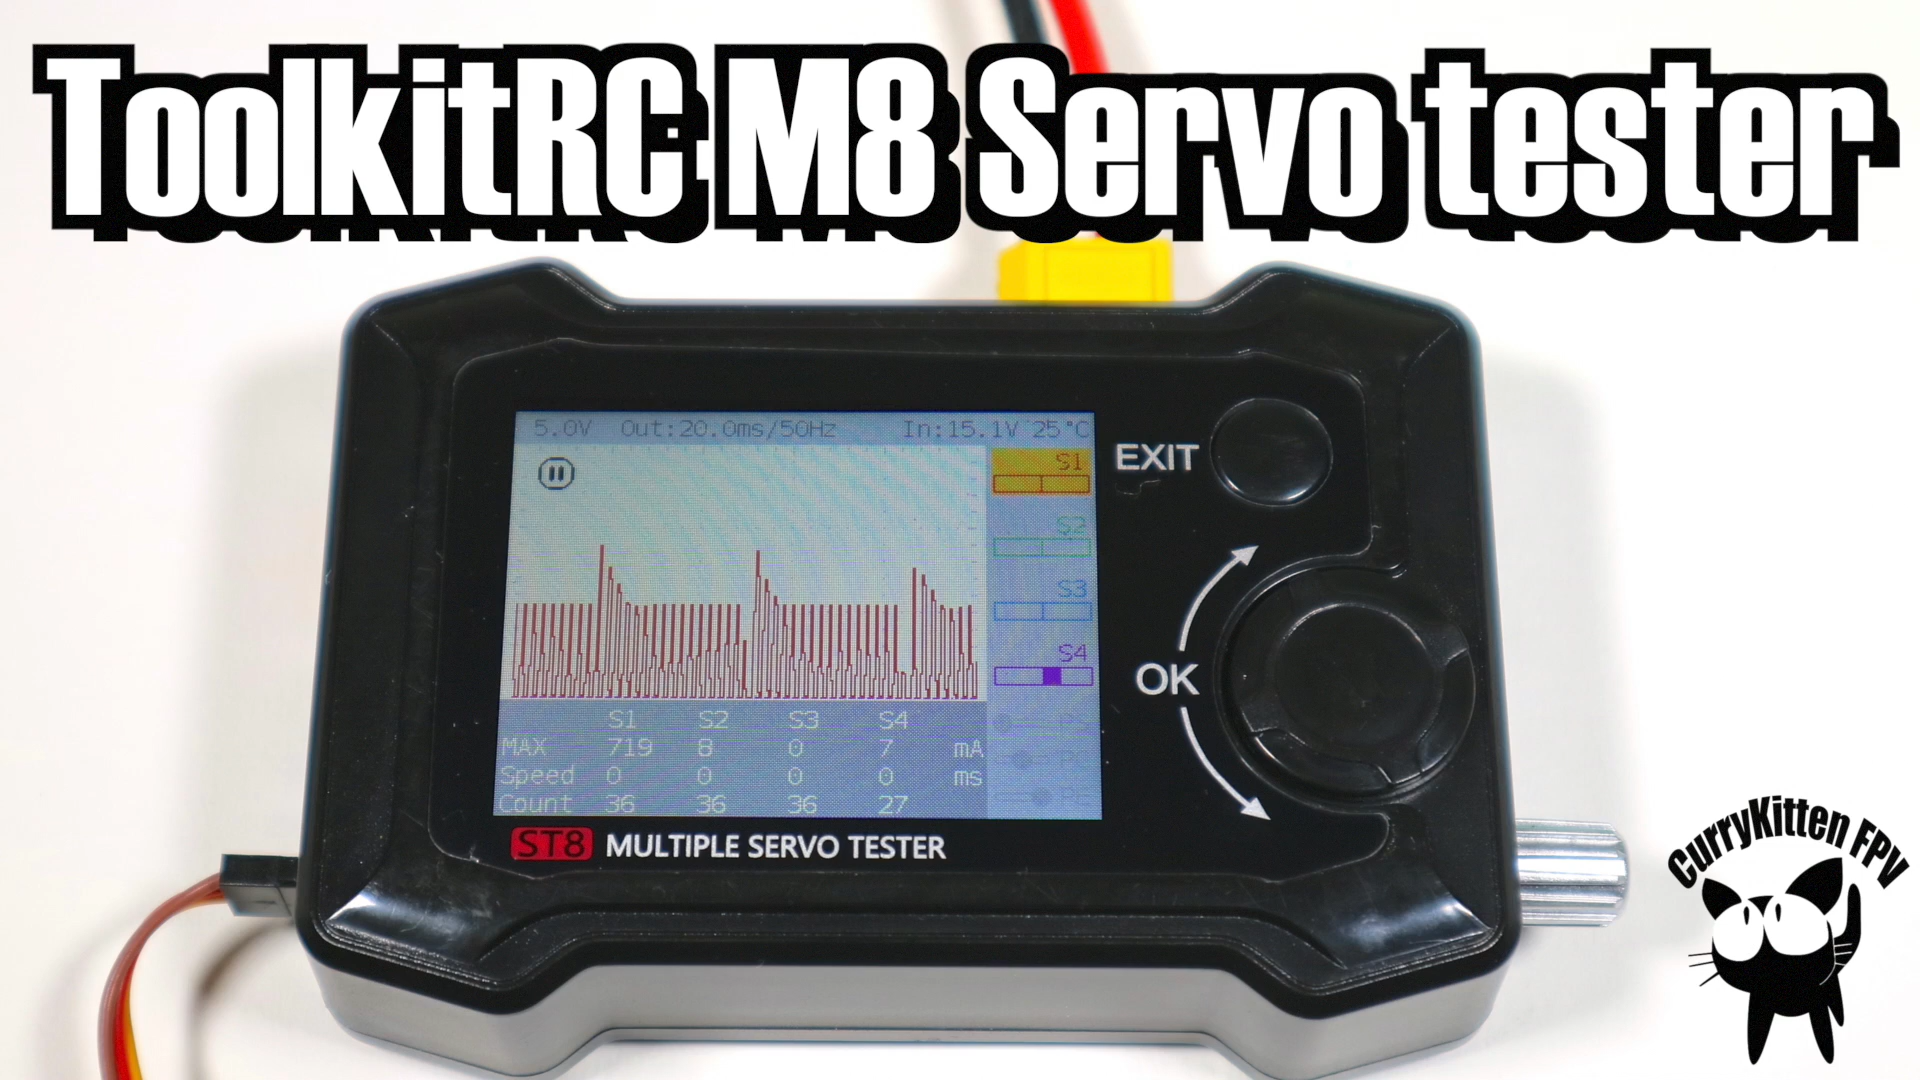 ToolkitRC M8 Servo tester
5.0V Out:20.0ms/50Hz In:15.1V 25°C
S1
S2
S3
S4
S1 S2 S3 S4
MAX 719 8 0 7 mA
Speed 0 0 0 0 ms
Count 36 36 36 27
ST8 MULTIPLE SERVO TESTER
EXIT
OK
CurryKitten FPV